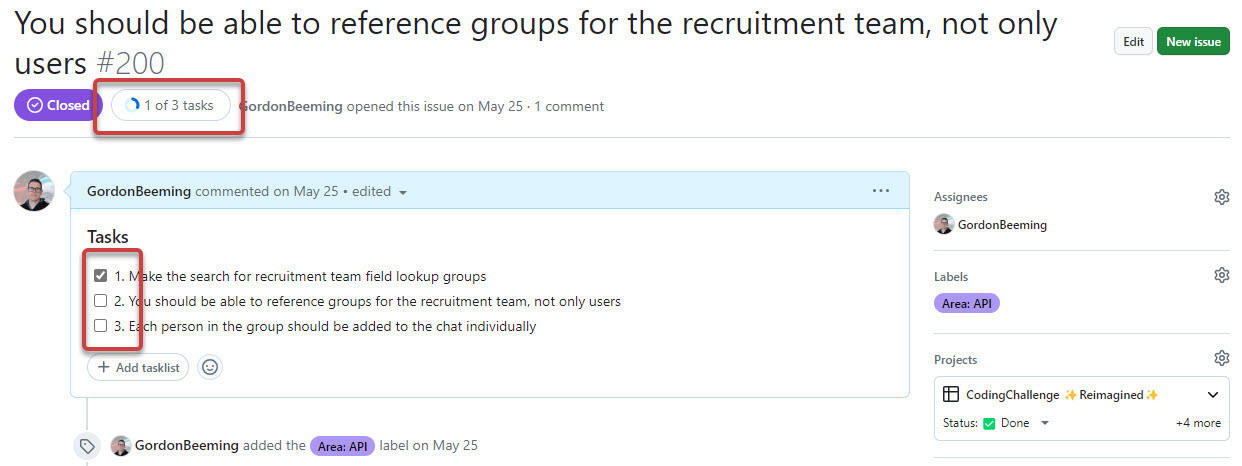 You should be able to reference groups for the recruitment team, not only
users #200
Edit
New issue
Closed
1 of 3 tasks
GordonBeeming opened this issue on May 25 · 1 comment
GordonBeeming commented on May 25 • edited
Tasks
1. Make the search for recruitment team field lookup groups
2. You should be able to reference groups for the recruitment team, not only users
3. Each person in the group should be added to the chat individually
Add tasklist
GordonBeeming added the Area: API label on May 25
Assignees
GordonBeeming
Labels
Area: API
Projects
CodingChallenge ✨Reimagined✨
Status: ✅ Done
+4 more